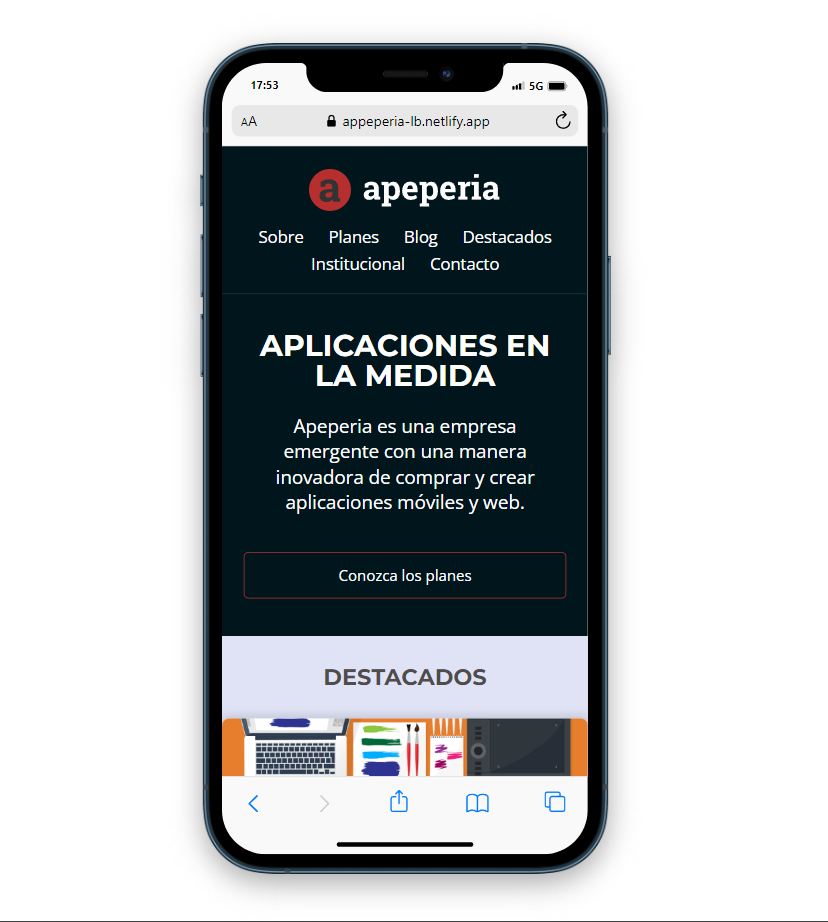 17:53 5G
AA appeperia-lb.netlify.app
a apeperia
Sobre Planes Blog Destacados
Institucional Contacto
APLICACIONES EN
LA MEDIDA
Apeperia es una empresa
emergente con una manera
inovadora de comprar y crear
aplicaciones móviles y web.
Conozca los planes
DESTACADOS